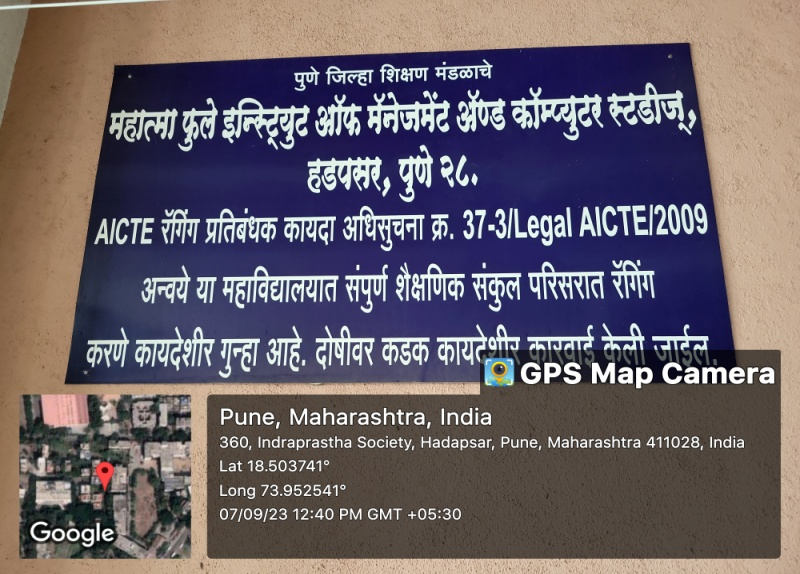 पुणे जिल्हा शिक्षण मंडळाचे
महात्मा फुले इन्स्टिट्युट ऑफ मॅनेजमेंट ॲण्ड कॉम्प्युटर स्टडीज्,
हडपसर, पुणे २८.
AICTE रॅगिंग प्रतिबंधक कायदा अधिसुचना क्र. 37-3/Legal AICTE/2009
अन्वये या महाविद्यालयात संपुर्ण शैक्षणिक संकुल परिसरात रॅगिंग
करणे कायदेशीर गुन्हा आहे. दोषीवर कडक कायदेशीर कारवाई केली जाईल.
GPS Map Camera
Pune, Maharashtra, India
360, Indraprastha Society, Hadapsar, Pune, Maharashtra 411028, India
Lat 18.503741°
Long 73.952541°
07/09/23 12:40 PM GMT +05:30
Google